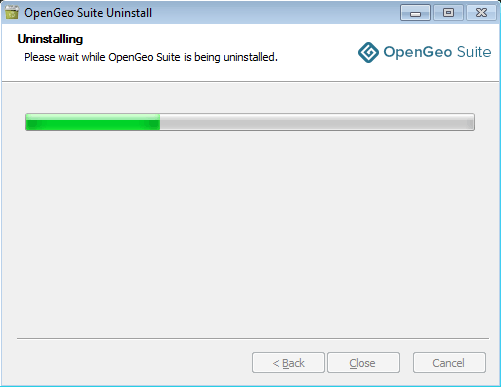 OpenGeo Suite Uninstall
Uninstalling
Please wait while OpenGeo Suite is being uninstalled.
OpenGeo Suite
< Back
Close
Cancel